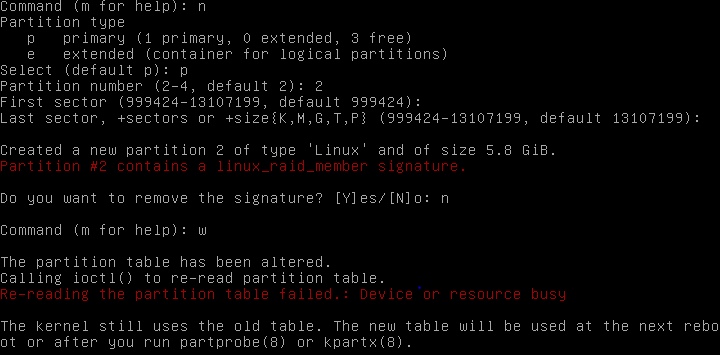 Command (m for help): n
Partition type
   p   primary (1 primary, 0 extended, 3 free)
   e   extended (container for logical partitions)
Select (default p): p
Partition number (2-4, default 2): 2
First sector (999424-13107199, default 999424):
Last sector, +sectors or +size{K,M,G,T,P} (999424-13107199, default 13107199):
Created a new partition 2 of type 'Linux' and of size 5.8 GiB.
Partition #2 contains a linux_raid_member signature.
Do you want to remove the signature? [Y]es/[N]o: n
Command (m for help): w
The partition table has been altered.
Calling ioctl() to re-read partition table.
Re-reading the partition table failed.: Device or resource busy
The kernel still uses the old table. The new table will be used at the next rebo
ot or after you run partprobe(8) or kpartx(8).